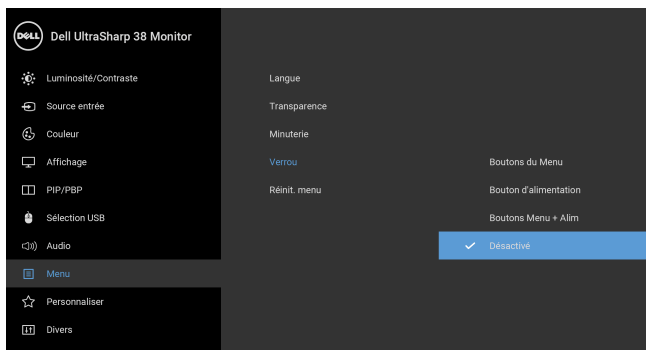 DELL Dell UltraSharp 38 Monitor
Luminosité/Contraste
Source entrée
Couleur
Affichage
PIP/PBP
Sélection USB
Audio
Menu
Personnaliser
Divers
Langue
Transparence
Minuterie
Verrou
Réinit. menu
Boutons du Menu
Bouton d'alimentation
Boutons Menu + Alim
Désactivé